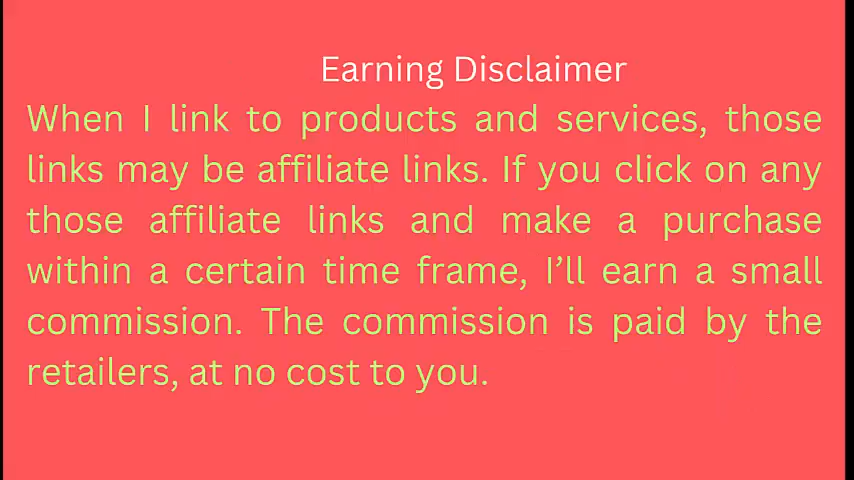 Earning Disclaimer
When I link to products and services, those
links may be affiliate links. If you click on any
those affiliate links and make a purchase
within a certain time frame, I’ll earn a small
commission. The commission is paid by the
retailers, at no cost to you.